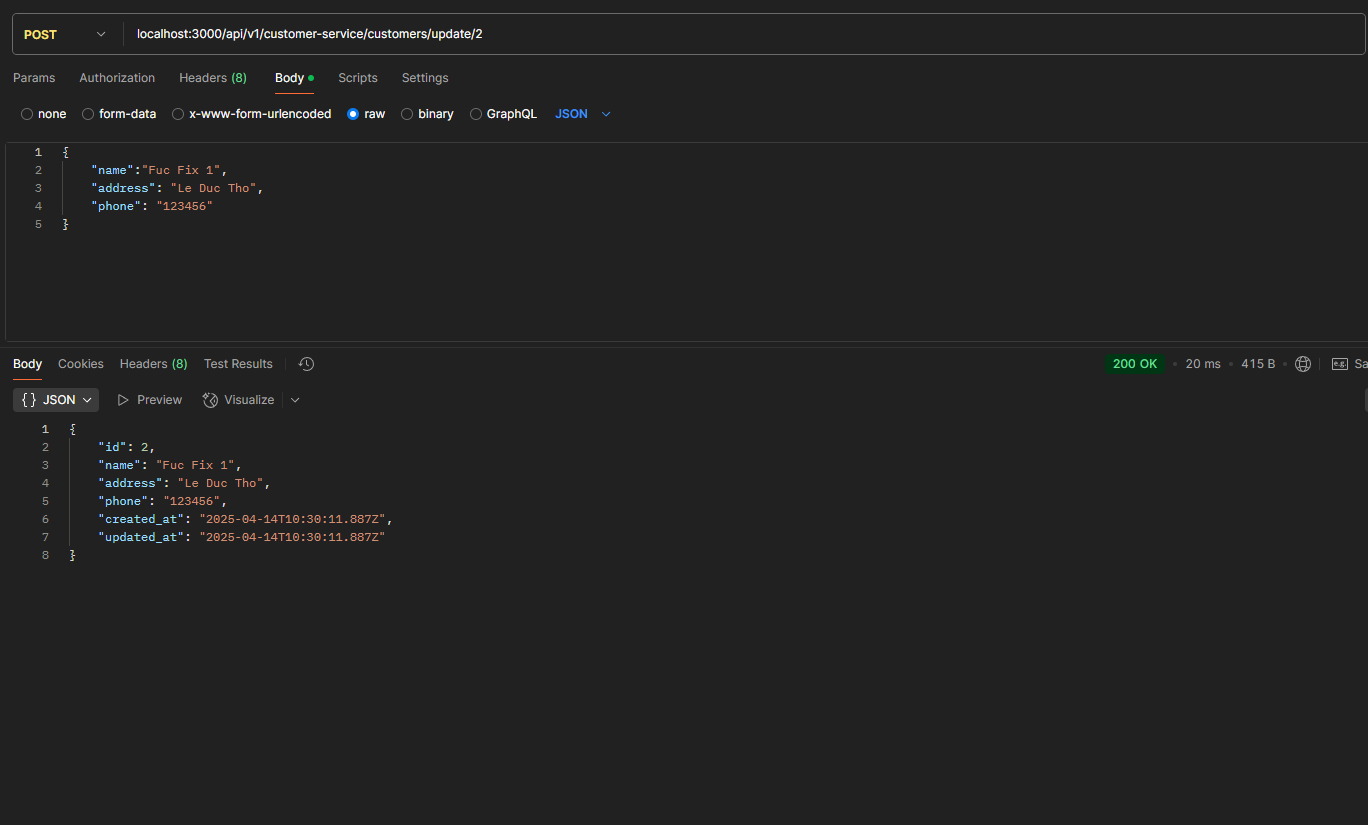 POST localhost:3000/api/v1/customer-service/customers/update/2
Params Authorization Headers (8) Body Scripts Settings
none form-data x-www-form-urlencoded raw binary GraphQL JSON
1 {
2 "name":"Fuc Fix 1",
3 "address": "Le Duc Tho",
4 "phone": "123456"
5 }
Body Cookies Headers (8) Test Results 200 OK 20 ms 415 B e.g. Sa
{} JSON Preview Visualize
1 {
2 "id": 2,
3 "name": "Fuc Fix 1",
4 "address": "Le Duc Tho",
5 "phone": "123456",
6 "created_at": "2025-04-14T10:30:11.887Z",
7 "updated_at": "2025-04-14T10:30:11.887Z"
8 }